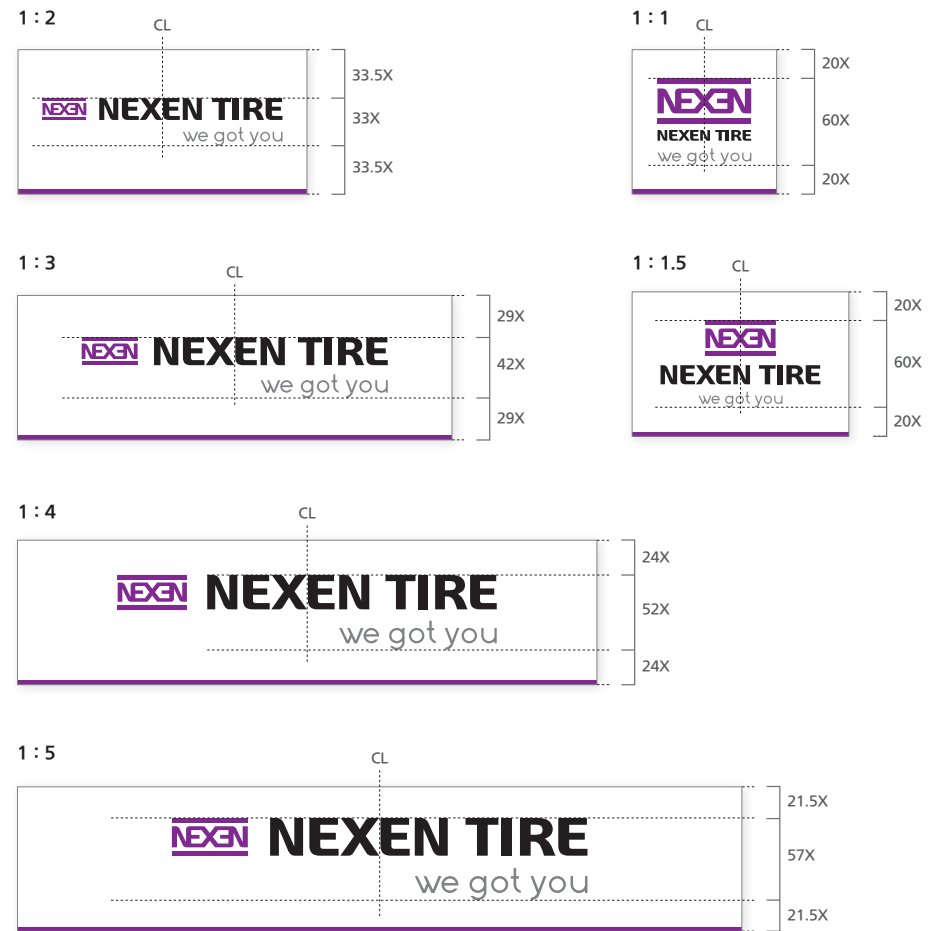 1 : 2
CL
NEXEN NEXEN TIRE
we got you
33.5X
33X
33.5X
1 : 1
CL
NEXEN
NEXEN TIRE
we got you
20X
60X
20X
1 : 3
CL
NEXEN NEXEN TIRE
we got you
29X
42X
29X
1 : 1.5
CL
NEXEN
NEXEN TIRE
we got you
20X
60X
20X
1 : 4
CL
NEXEN NEXEN TIRE
we got you
24X
52X
24X
1 : 5
CL
NEXEN NEXEN TIRE
we got you
21.5X
57X
21.5X